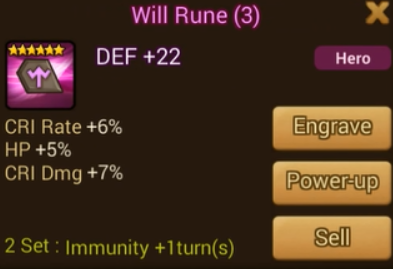 Will Rune (3)
DEF +22
Hero
CRI Rate +6%
HP +5%
CRI Dmg +7%
Engrave
Power-up
Sell
2 Set : Immunity +1turn(s)